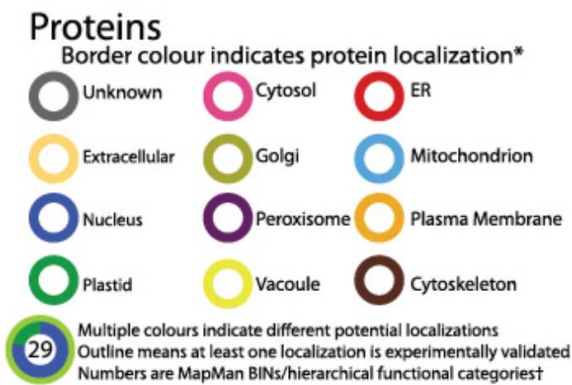 Proteins
Border colour indicates protein localization*
Unknown
Cytosol
ER
Extracellular
Golgi
Mitochondrion
Nucleus
Peroxisome
Plasma Membrane
Plastid
Vacoule
Cytoskeleton
Multiple colours indicate different potential localizations
29 Outline means at least one localization is experimentally validated
Numbers are MapMan BINs/hierarchical functional categories†